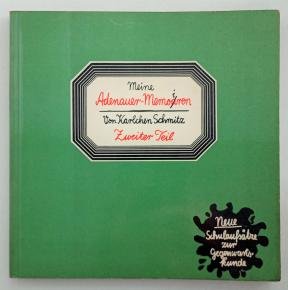 Meine
Adenauer-Memoiren
Von Karlchen Schmitz
Zweiter Teil
Neue
Schulaufsätze
zur
Gegenwarts-
kunde